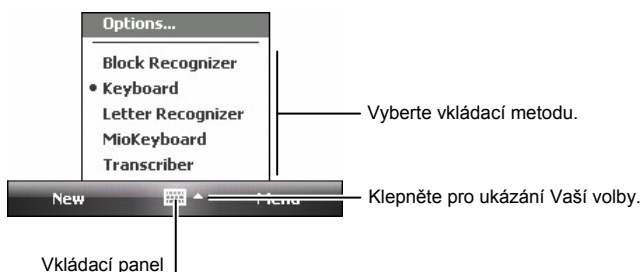 Options...
Block Recognizer
• Keyboard
Letter Recognizer
MioKeyboard
Transcriber
Vyberte vkládací metodu.
New Menu
Klepněte pro ukázání Vaší volby.
Vkládací panel